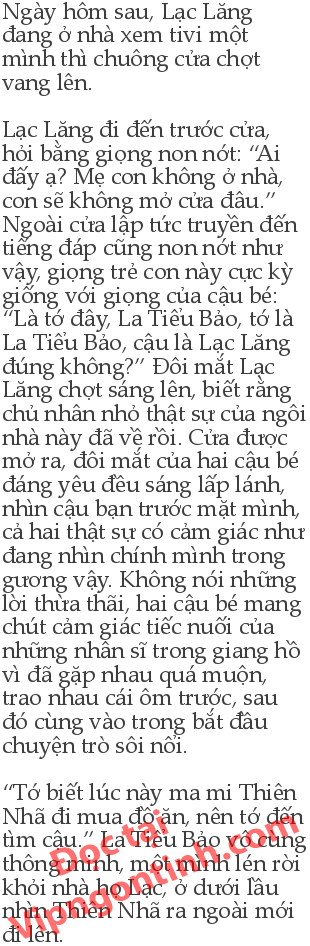 Ngày hôm sau, Lạc Lăng
đang ở nhà xem tivi một
mình thì chuông cửa chợt
vang lên.

Lạc Lăng đi đến trước cửa,
hỏi bằng giọng non nớt: “Ai
đấy ạ? Mẹ con không ở nhà,
con sẽ không mở cửa đâu.”
Ngoài cửa lập tức truyền đến
tiếng đáp cũng non nớt như
vậy, giọng trẻ con này cực kỳ
giống với giọng của cậu bé:
“Là tớ đây, La Tiểu Bảo, tớ là
La Tiểu Bảo, cậu là Lạc Lăng
đúng không?” Đôi mắt Lạc
Lăng chợt sáng lên, biết rằng
chủ nhân nhỏ thật sự của ngôi
nhà này đã về rồi. Cửa được
mở ra, đôi mắt của hai cậu bé
đáng yêu đều sáng lấp lánh,
nhìn cậu bạn trước mặt mình,
cả hai thật sự có cảm giác như
đang nhìn chính mình trong
gương vậy. Không nói những
lời thừa thãi, hai cậu bé mang
chút cảm giác tiếc nuối của
những nhân sĩ trong giang hồ
vì đã gặp nhau quá muộn,
trao nhau cái ôm trước, sau
đó cùng vào trong bắt đầu
chuyện trò sôi nổi.

“Tớ biết lúc này ma mi Thiên
Nhã đi mua đồ ăn, nên tớ đến
tìm cậu.” La Tiểu Bảo vô cùng
thông minh, một mình lén rời
khỏi nhà họ Lạc, ở dưới lầu
nhìn Thiên Nhã ra ngoài mới
đi lên.
Đọc tại
Vipngontinh.com